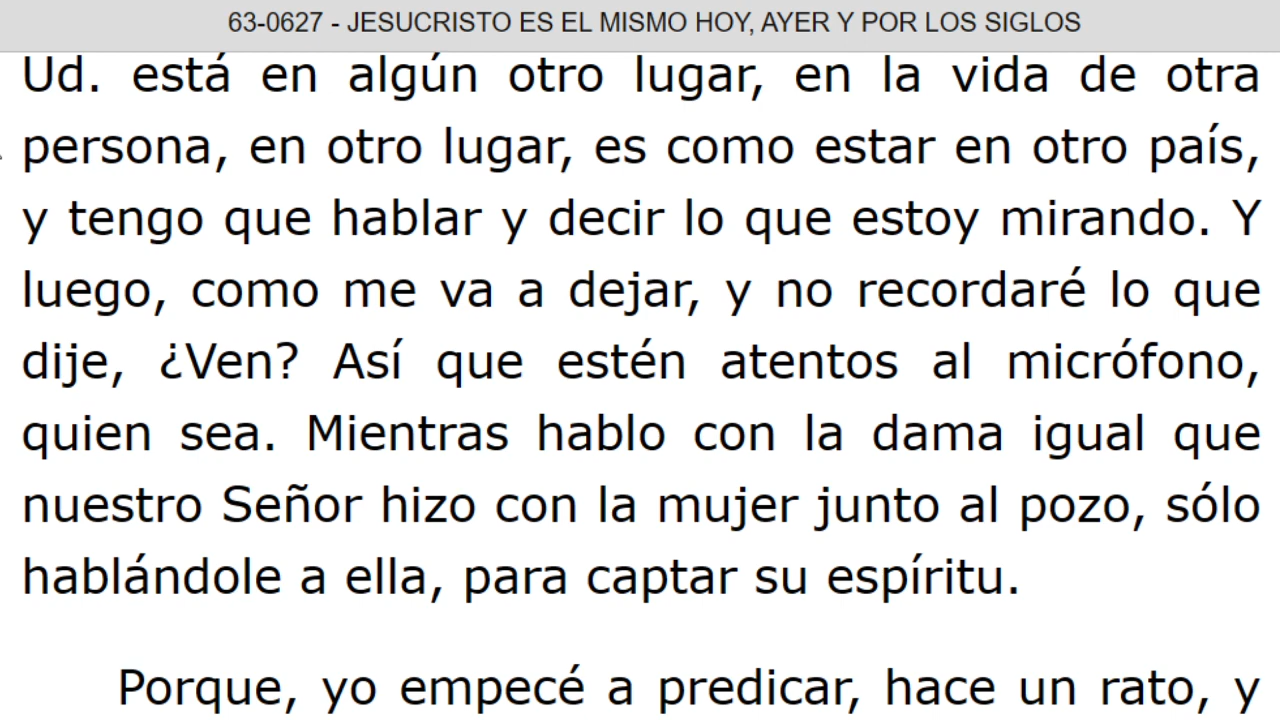 63-0627 - JESUCRISTO ES EL MISMO HOY, AYER Y POR LOS SIGLOS
Ud. está en algún otro lugar, en la vida de otra
persona, en otro lugar, es como estar en otro país,
y tengo que hablar y decir lo que estoy mirando. Y
luego, como me va a dejar, y no recordaré lo que
dije, ¿Ven? Así que estén atentos al micrófono,
quien sea. Mientras hablo con la dama igual que
nuestro Señor hizo con la mujer junto al pozo, sólo
hablándole a ella, para captar su espíritu.
Porque, yo empecé a predicar, hace un rato, y